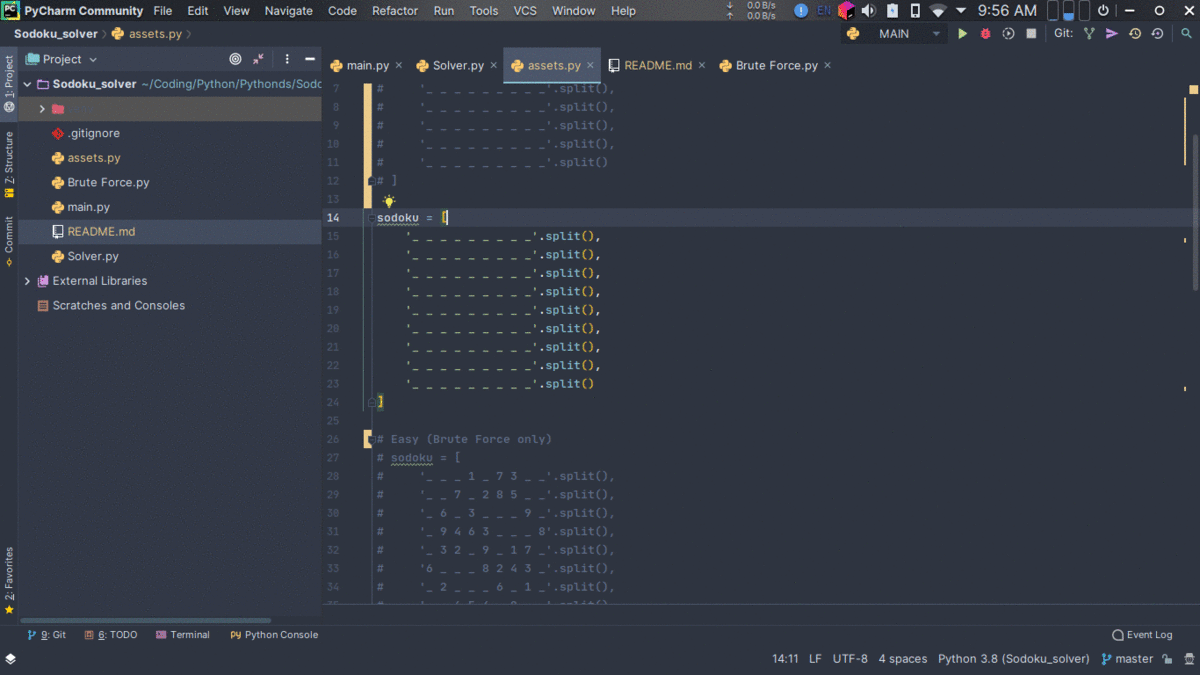 PC PyCharm Community File Edit View Navigate Code Refactor Run Tools VCS Window Help 0.0 B/s 0.0 B/s EN 9:56 AM
Sodoku_solver assets.py MAIN Git:
1: Project
Z: Structure
Commit
2: Favorites
Project
Sodoku_solver ~/Coding/Python/Pythonds/Sodo
.gitignore
assets.py
Brute Force.py
main.py
README.md
Solver.py
External Libraries
Scratches and Consoles
main.py Solver.py assets.py README.md Brute Force.py
7 # '_ _ _ _ _ _ _ _ _'.split(),
8 # '_ _ _ _ _ _ _ _ _'.split(),
9 # '_ _ _ _ _ _ _ _ _'.split(),
10 # '_ _ _ _ _ _ _ _ _'.split(),
11 # '_ _ _ _ _ _ _ _ _'.split()
12 # ]
13
14 sodoku = [
15 '_ _ _ _ _ _ _ _ _'.split(),
16 '_ _ _ _ _ _ _ _ _'.split(),
17 '_ _ _ _ _ _ _ _ _'.split(),
18 '_ _ _ _ _ _ _ _ _'.split(),
19 '_ _ _ _ _ _ _ _ _'.split(),
20 '_ _ _ _ _ _ _ _ _'.split(),
21 '_ _ _ _ _ _ _ _ _'.split(),
22 '_ _ _ _ _ _ _ _ _'.split(),
23 '_ _ _ _ _ _ _ _ _'.split()
24 ]
25
26 # Easy (Brute Force only)
27 # sodoku = [
28 # '_ _ _ 1 _ 7 3 _ _'.split(),
29 # '_ _ 7 _ 2 8 5 _ _'.split(),
30 # '_ 6 _ 3 _ _ _ 9 _'.split(),
31 # '_ 9 4 6 3 _ _ _ 8'.split(),
32 # '_ 3 2 _ 9 _ 1 7 _'.split(),
33 # '6 _ _ _ 8 2 4 3 _'.split(),
34 # '_ 2 _ _ _ 6 _ 1 _'.split(),
9: Git 6: TODO Terminal Python Console Event Log
14:11 LF UTF-8 4 spaces Python 3.8 (Sodoku_solver) master